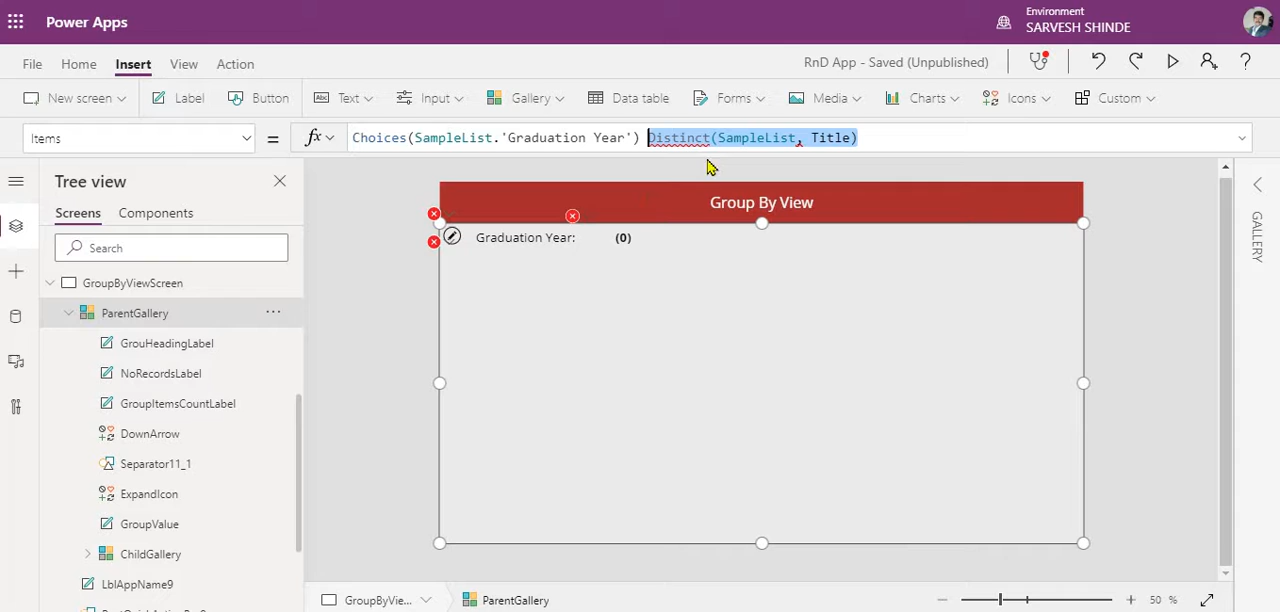 Power Apps
Environment
SARVESH SHINDE
File Home Insert View Action
RnD App - Saved (Unpublished)
New screen Label Button Text Input Gallery Data table Forms Media Charts Icons Custom
Items = fx Choices(SampleList.'Graduation Year') Distinct(SampleList, Title)
Tree view
Screens Components
Search
GroupByViewScreen
ParentGallery
GrouHeadingLabel
NoRecordsLabel
GroupItemsCountLabel
DownArrow
Separator11_1
ExpandIcon
GroupValue
ChildGallery
LblAppName9
Group By View
Graduation Year: (0)
GALLERY
GroupByVie... ParentGallery
50 %